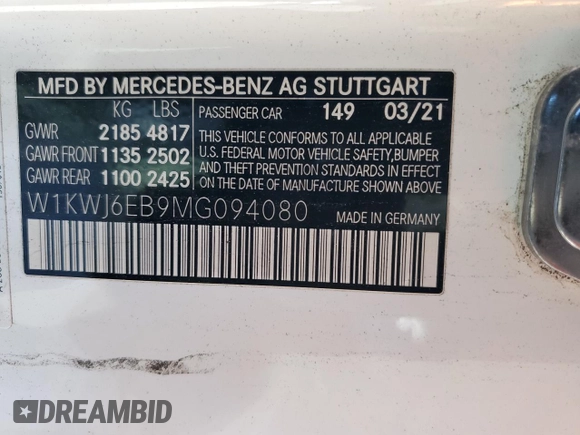 MFD BY MERCEDES-BENZ AG STUTTGART
KG LBS PASSENGER CAR 149 03/21
GVWR 2185 4817
GAWR FRONT 1135 2502
GAWR REAR 1100 2425
THIS VEHICLE CONFORMS TO ALL APPLICABLE
U.S. FEDERAL MOTOR VEHICLE SAFETY,BUMPER
AND THEFT PREVENTION STANDARDS IN EFFECT
ON THE DATE OF MANUFACTURE SHOWN ABOVE.
W1KWJ6EB9MG094080 MADE IN GERMANY
DREAMBID